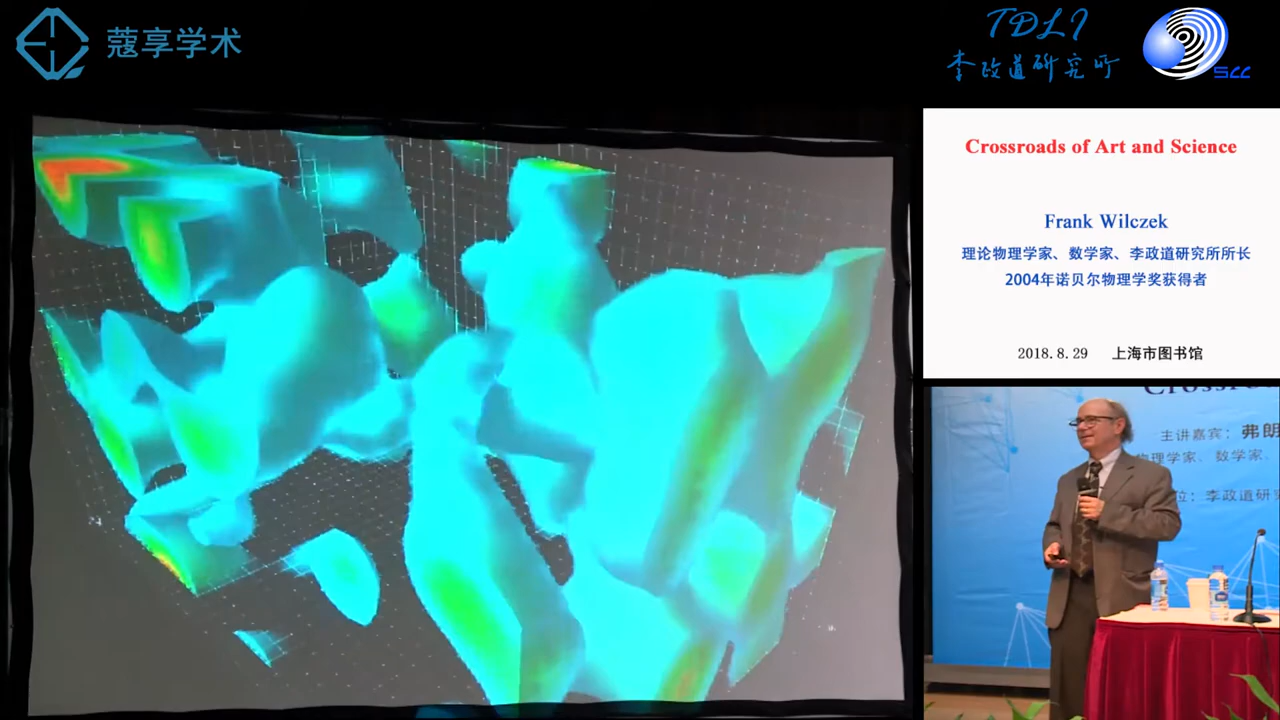 蔻享学术
TDLI
李政道研究所
SCC
Crossroads of Art and Science
Frank Wilczek
理论物理学家、数学家、李政道研究所所长
2004年诺贝尔物理学奖获得者
2018.8.29 上海市图书馆
主讲嘉宾：弗朗
物理学家、数学家、
位：李政道研